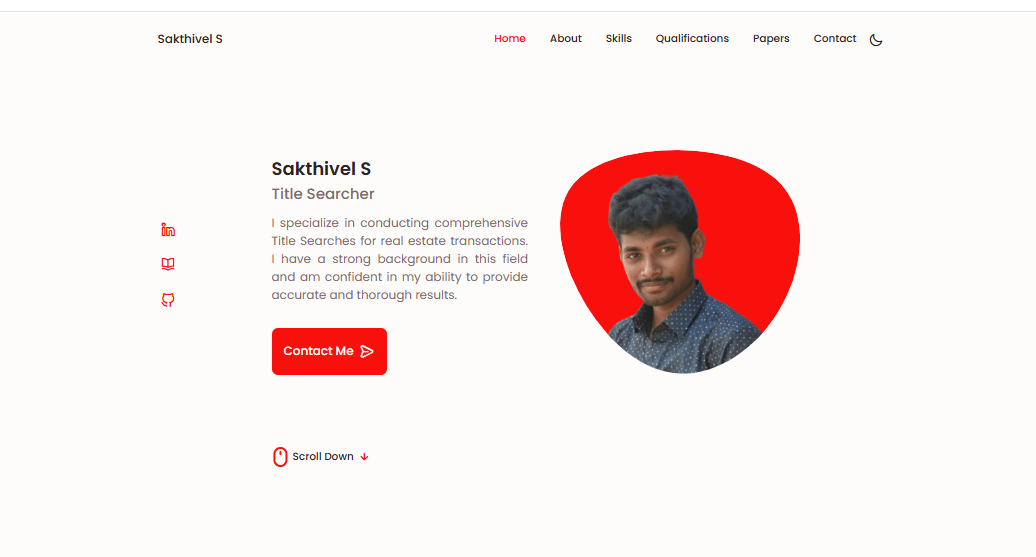 Sakthivel S
Home About Skills Qualifications Papers Contact
Sakthivel S
Title Searcher
I specialize in conducting comprehensive
Title Searches for real estate transactions.
I have a strong background in this field
and am confident in my ability to provide
accurate and thorough results.
Contact Me
Scroll Down